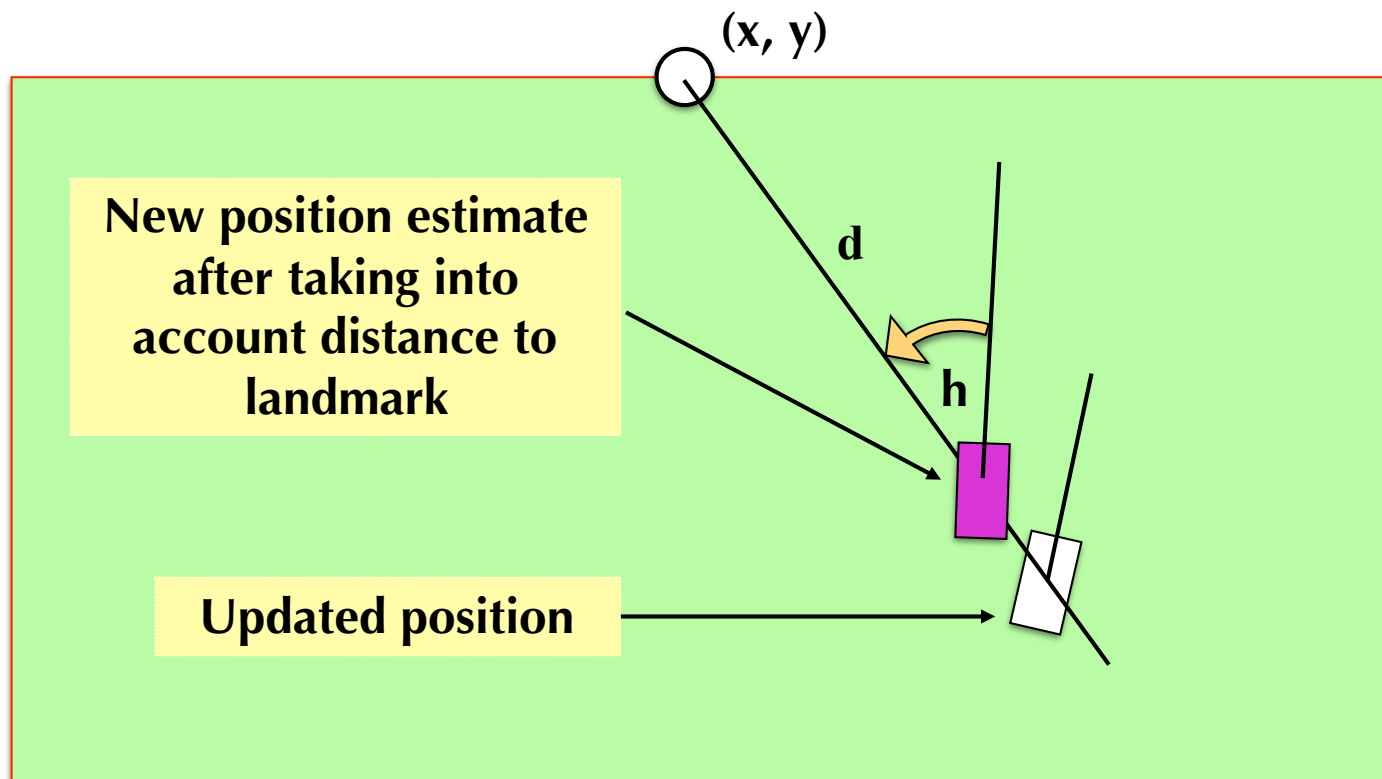 (x, y)
New position estimate
after taking into
account distance to
landmark
d
h
Updated position